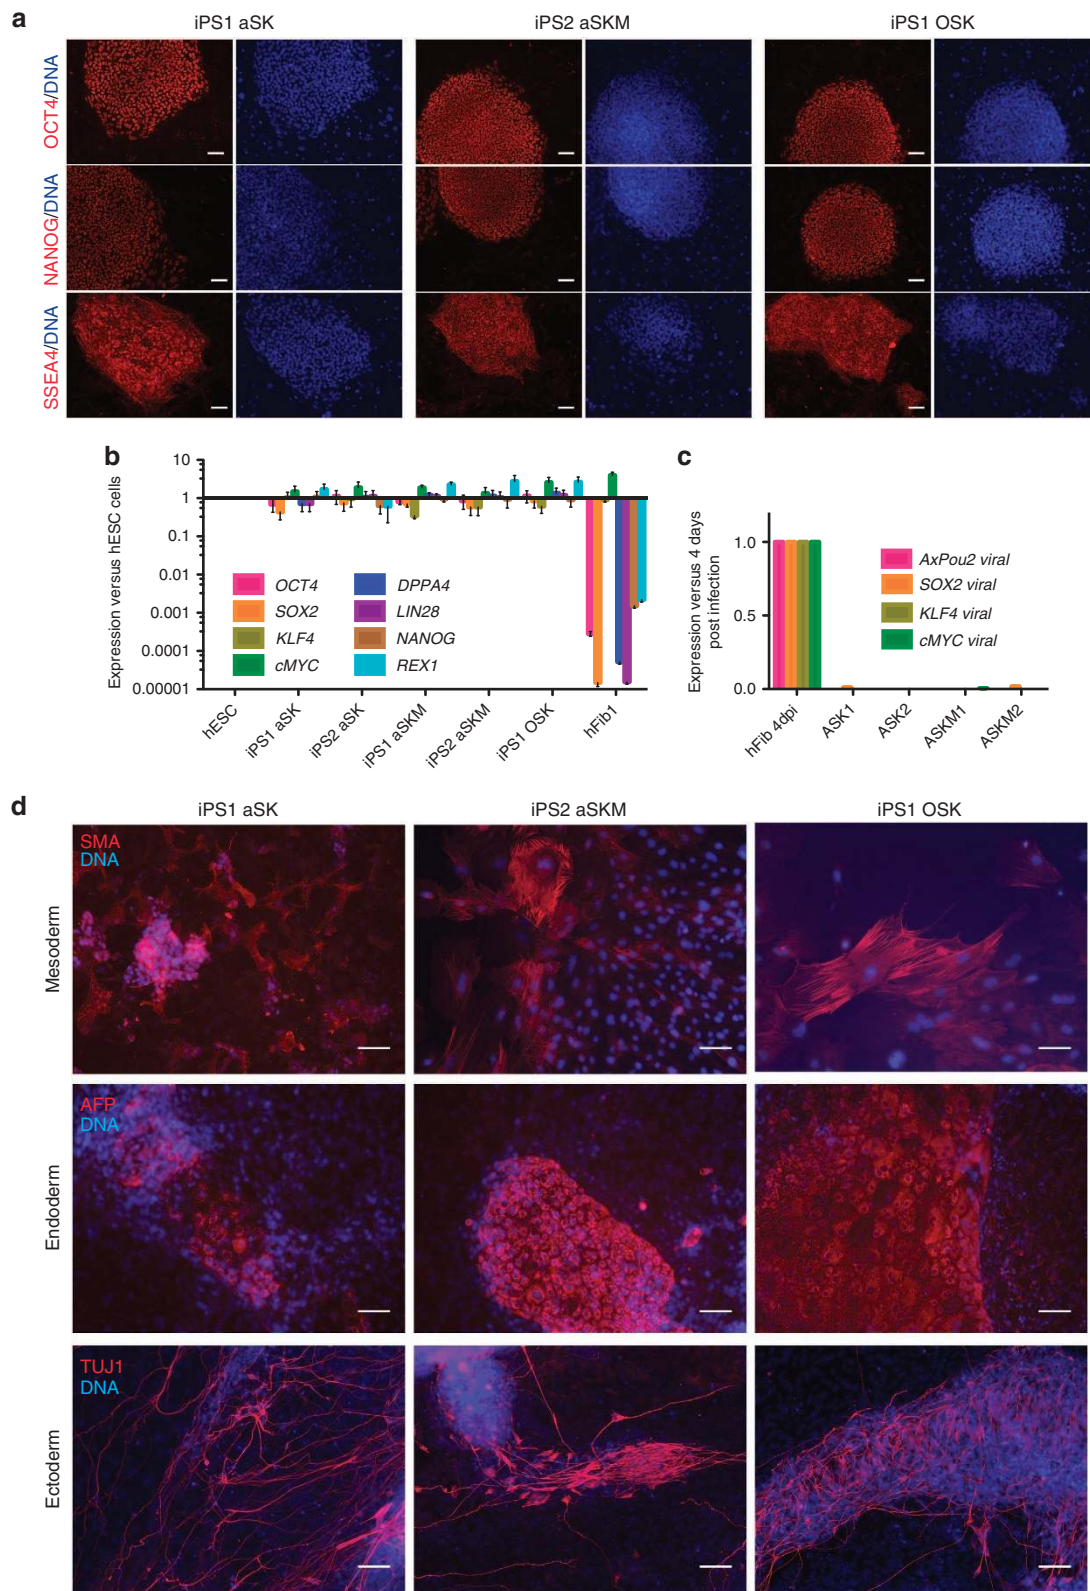 a
iPS1 aSK
iPS2 aSKM
iPS1 OSK
OCT4/DNA
NANOG/DNA
SSEA4/DNA
b
Expression versus hESC cells
10
1
0.1
0.01
0.001
0.0001
0.00001
OCT4
SOX2
KLF4
cMYC
DPPA4
LIN28
NANOG
REX1
hESC
iPS1 aSK
iPS2 aSK
iPS1 aSKM
iPS2 aSKM
iPS1 OSK
hFib1
c
Expression versus 4 days
post infection
1.0
0.5
0.0
AxPou2 viral
SOX2 viral
KLF4 viral
cMYC viral
hFib 4dpi
ASK1
ASK2
ASKM1
ASKM2
d
iPS1 aSK
iPS2 aSKM
iPS1 OSK
Mesoderm
SMA
DNA
Endoderm
AFP
DNA
Ectoderm
TUJ1
DNA